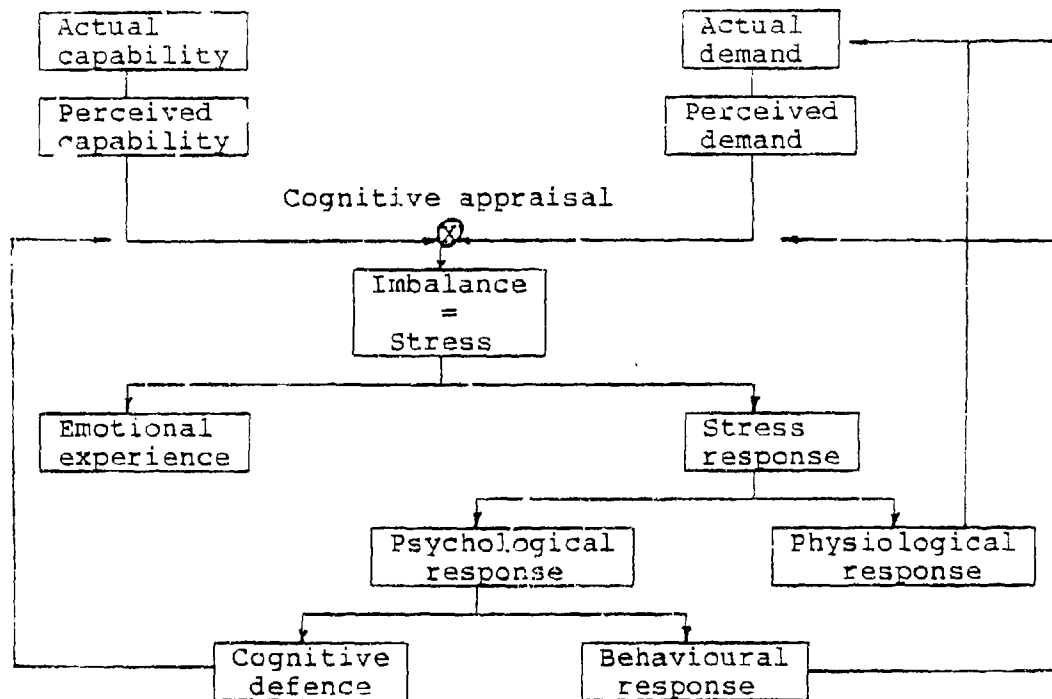 Actual
capability
Actual
demand
Perceived
capability
Perceived
demand
Cognitive appraisal
X
Imbalance
=
Stress
Emotional
experience
Stress
response
Psychological
response
Physiological
response
Cognitive
defence
Behavioural
response